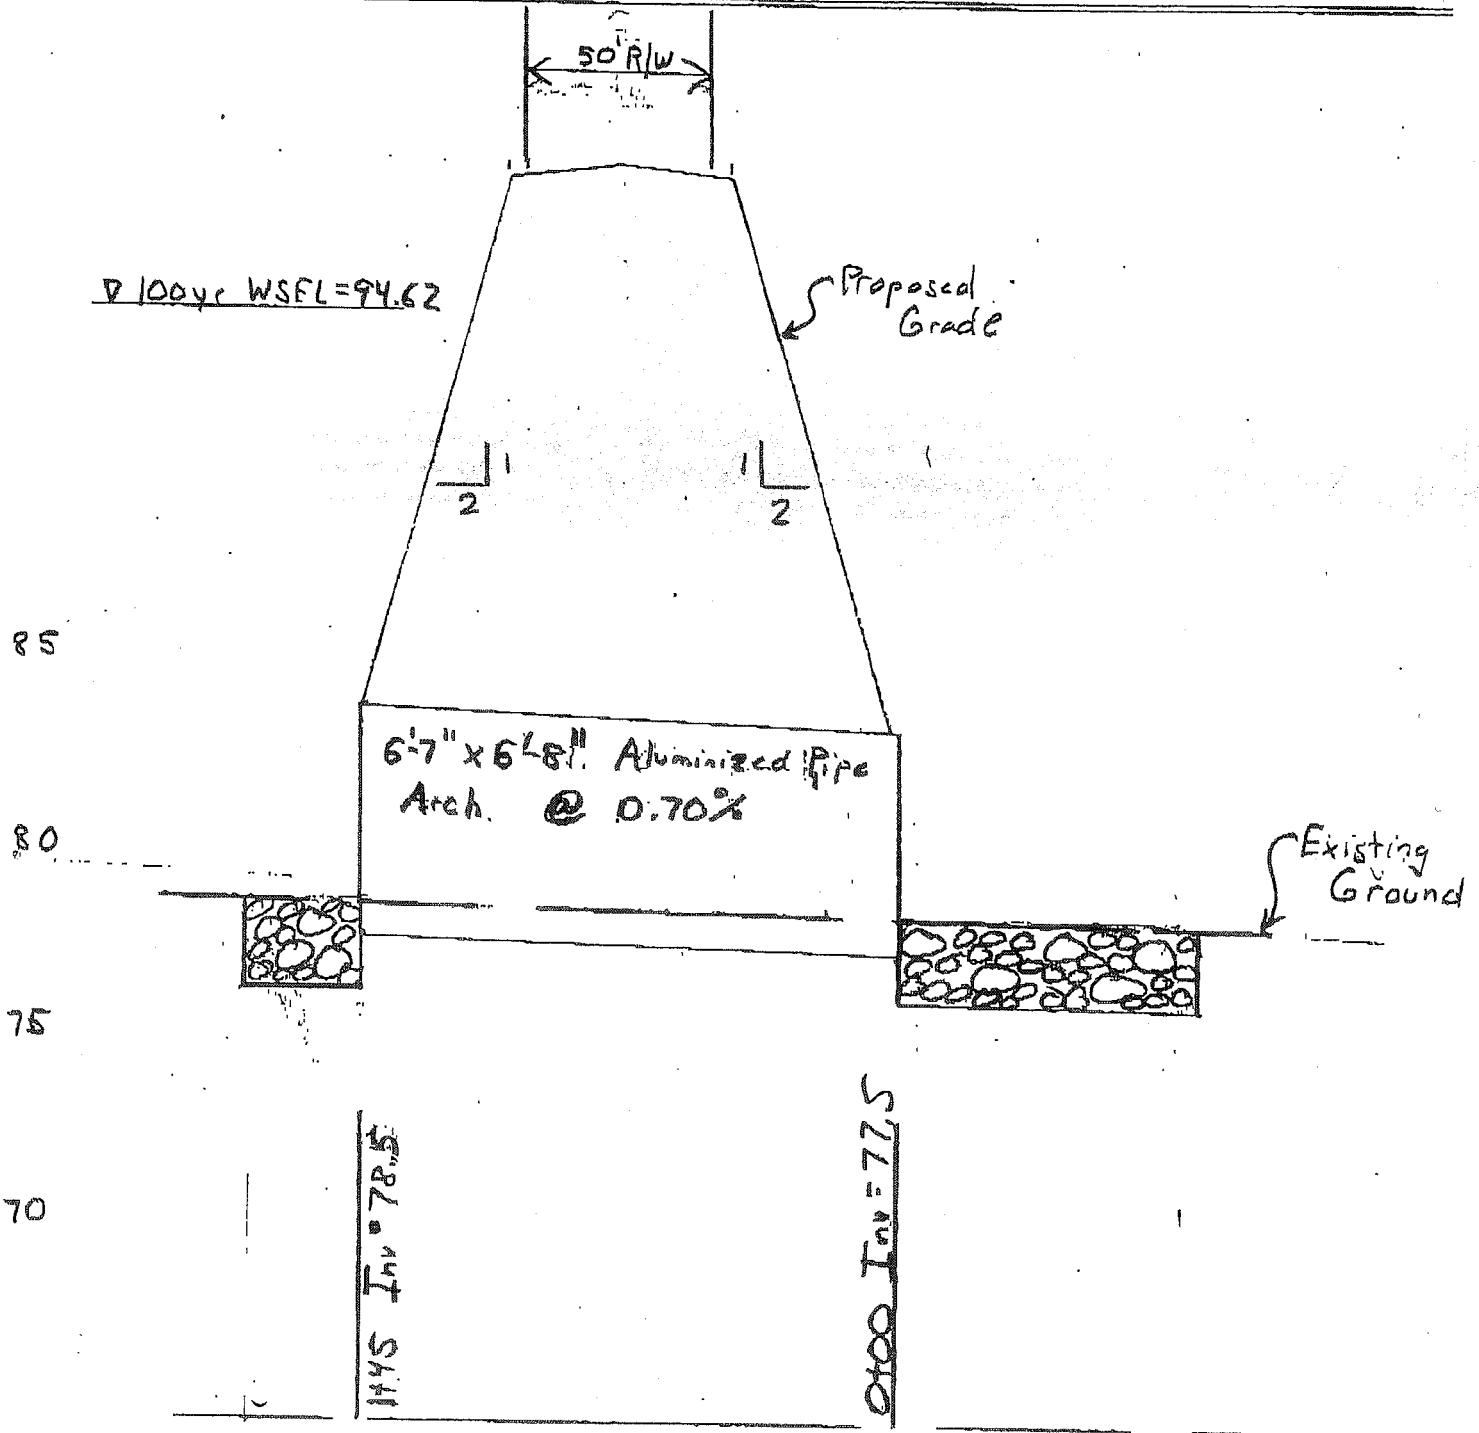 50' R/W
100yr WSEL=94.62
Proposed
Grade
1
2
1
2
85
6'-7" x 6'-8" Aluminized Pipe
Arch. @ 0.70%
80
Existing
Ground
75
70
1+45 Inv = 78.5
0+00 Inv = 77.5